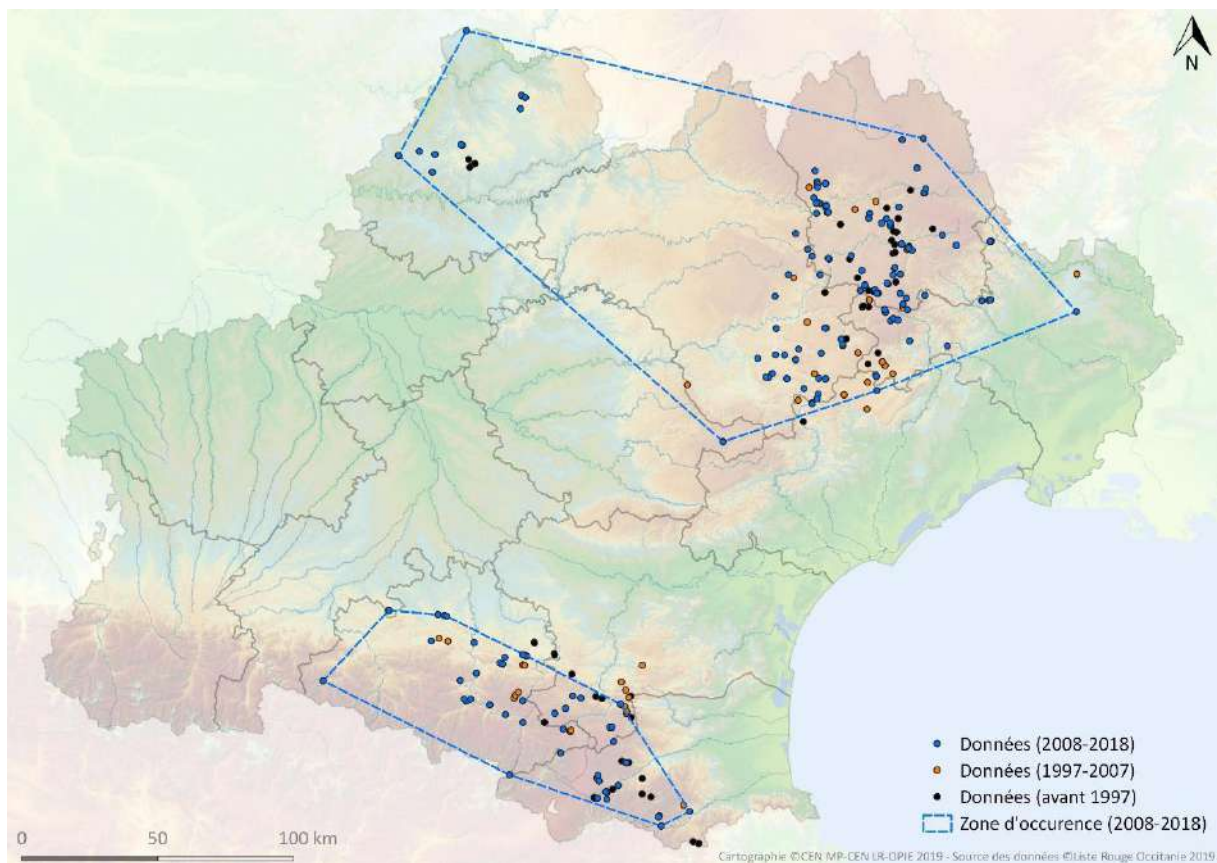 N
Données (2008-2018)
Données (1997-2007)
Données (avant 1997)
Zone d'occurence (2008-2018)
0 50 100 km
Cartographie ©CEN MP-CEN LR-OPIE 2019 - Source des données ©Liste Rouge Occitanie 2019